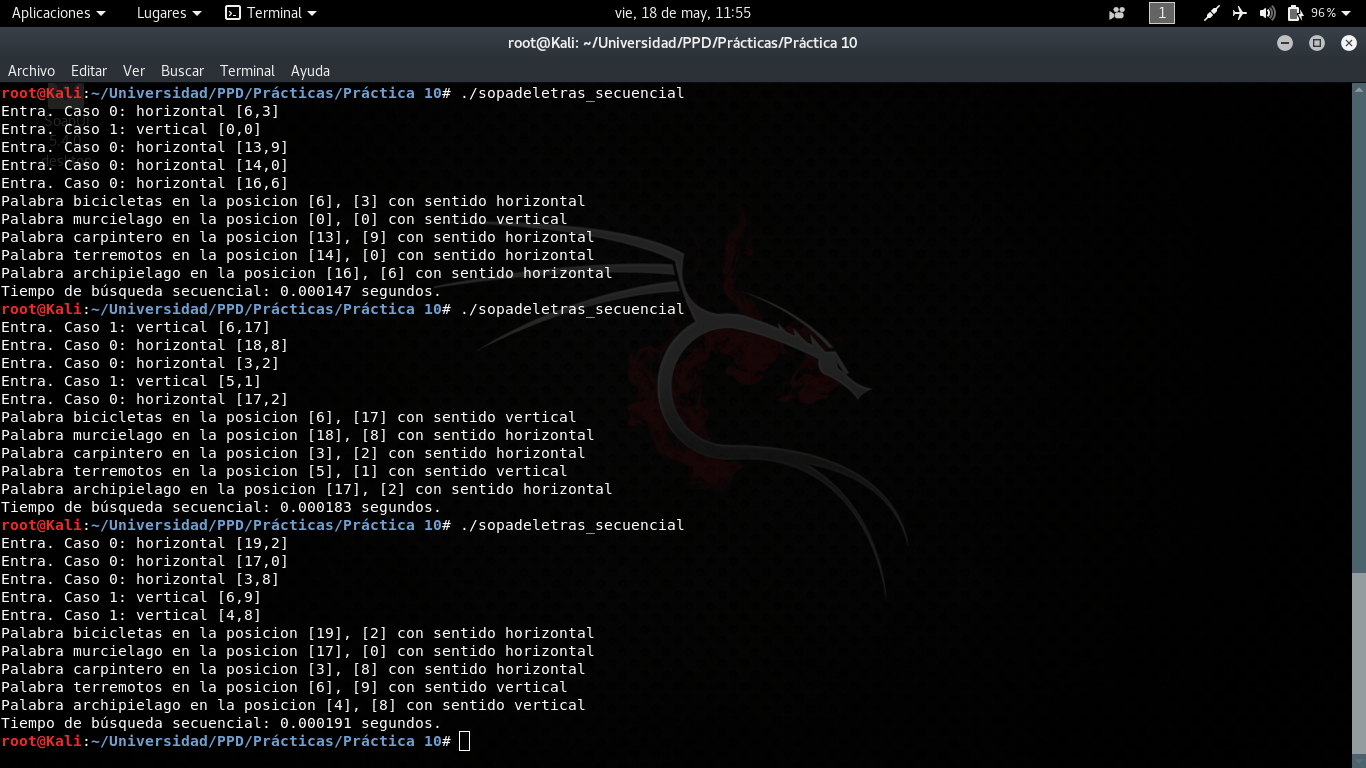 Aplicaciones Lugares Terminal vie, 18 de may, 11:55 1 96%
root@Kali: ~/Universidad/PPD/Prácticas/Práctica 10
Archivo Editar Ver Buscar Terminal Ayuda
root@Kali:~/Universidad/PPD/Prácticas/Práctica 10# ./sopadeletras_secuencial
Entra. Caso 0: horizontal [6,3]
Entra. Caso 1: vertical [0,0]
Entra. Caso 0: horizontal [13,9]
Entra. Caso 0: horizontal [14,0]
Entra. Caso 0: horizontal [16,6]
Palabra bicicletas en la posicion [6], [3] con sentido horizontal
Palabra murcielago en la posicion [0], [0] con sentido vertical
Palabra carpintero en la posicion [13], [9] con sentido horizontal
Palabra terremotos en la posicion [14], [0] con sentido horizontal
Palabra archipielago en la posicion [16], [6] con sentido horizontal
Tiempo de búsqueda secuencial: 0.000147 segundos.
root@Kali:~/Universidad/PPD/Prácticas/Práctica 10# ./sopadeletras_secuencial
Entra. Caso 1: vertical [6,17]
Entra. Caso 0: horizontal [18,8]
Entra. Caso 0: horizontal [3,2]
Entra. Caso 1: vertical [5,1]
Entra. Caso 0: horizontal [17,2]
Palabra bicicletas en la posicion [6], [17] con sentido vertical
Palabra murcielago en la posicion [18], [8] con sentido horizontal
Palabra carpintero en la posicion [3], [2] con sentido horizontal
Palabra terremotos en la posicion [5], [1] con sentido vertical
Palabra archipielago en la posicion [17], [2] con sentido horizontal
Tiempo de búsqueda secuencial: 0.000183 segundos.
root@Kali:~/Universidad/PPD/Prácticas/Práctica 10# ./sopadeletras_secuencial
Entra. Caso 0: horizontal [19,2]
Entra. Caso 0: horizontal [17,0]
Entra. Caso 0: horizontal [3,8]
Entra. Caso 1: vertical [6,9]
Entra. Caso 1: vertical [4,8]
Palabra bicicletas en la posicion [19], [2] con sentido horizontal
Palabra murcielago en la posicion [17], [0] con sentido horizontal
Palabra carpintero en la posicion [3], [8] con sentido horizontal
Palabra terremotos en la posicion [6], [9] con sentido vertical
Palabra archipielago en la posicion [4], [8] con sentido vertical
Tiempo de búsqueda secuencial: 0.000191 segundos.
root@Kali:~/Universidad/PPD/Prácticas/Práctica 10#